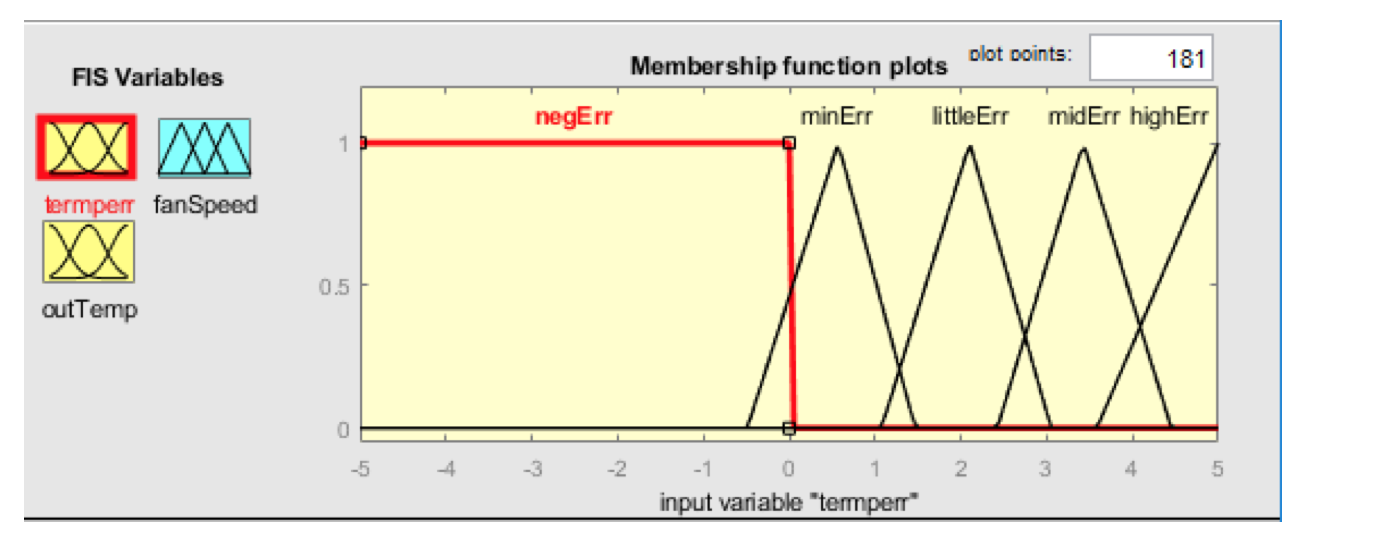 FIS Variables
termperr
fanSpeed
outTemp
Membership function plots
plot points:
181
negErr
minErr
littleErr
midErr
highErr
1
0.5
0
-5
-4
-3
-2
-1
0
1
2
3
4
5
input variable "termperr"